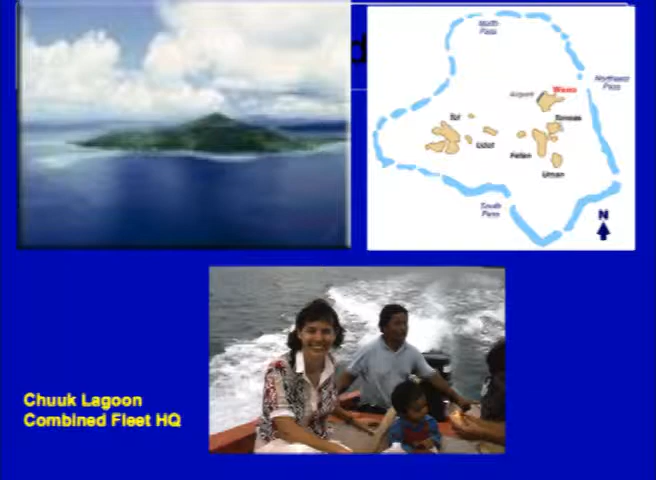 d
North
Pass
Northeast
Pass
Airport
Weno
Tol
Tonoas
Udot
Fefan
Uman
South
Pass
N
Chuuk Lagoon
Combined Fleet HQ